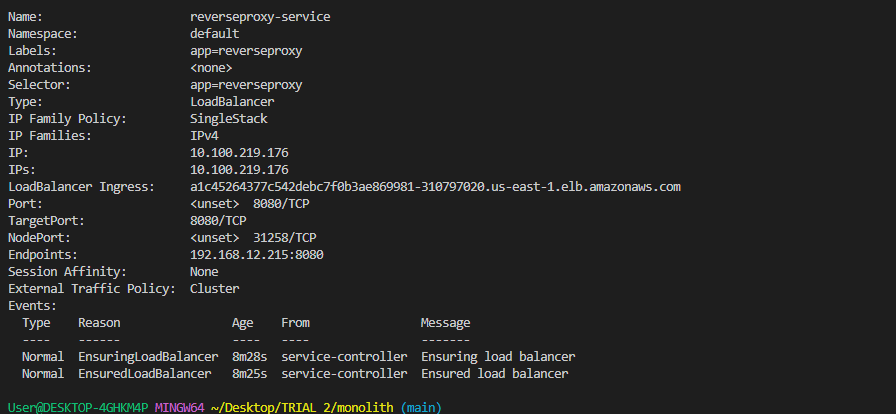 Name:                     reverseproxy-service
Namespace:                default
Labels:                   app=reverseproxy
Annotations:              <none>
Selector:                 app=reverseproxy
Type:                     LoadBalancer
IP Family Policy:         SingleStack
IP Families:              IPv4
IP:                       10.100.219.176
IPs:                      10.100.219.176
LoadBalancer Ingress:     a1c45264377c542debc7f0b3ae869981-310797020.us-east-1.elb.amazonaws.com
Port:                     <unset>  8080/TCP
TargetPort:               8080/TCP
NodePort:                 <unset>  31258/TCP
Endpoints:                192.168.12.215:8080
Session Affinity:         None
External Traffic Policy:  Cluster
Events:
  Type    Reason                Age    From                Message
  ----    ------                ----   ----                -------
  Normal  EnsuringLoadBalancer  8m28s  service-controller  Ensuring load balancer
  Normal  EnsuredLoadBalancer   8m25s  service-controller  Ensured load balancer
User@DESKTOP-4GHKM4P MINGW64 ~/Desktop/TRIAL 2/monolith (main)